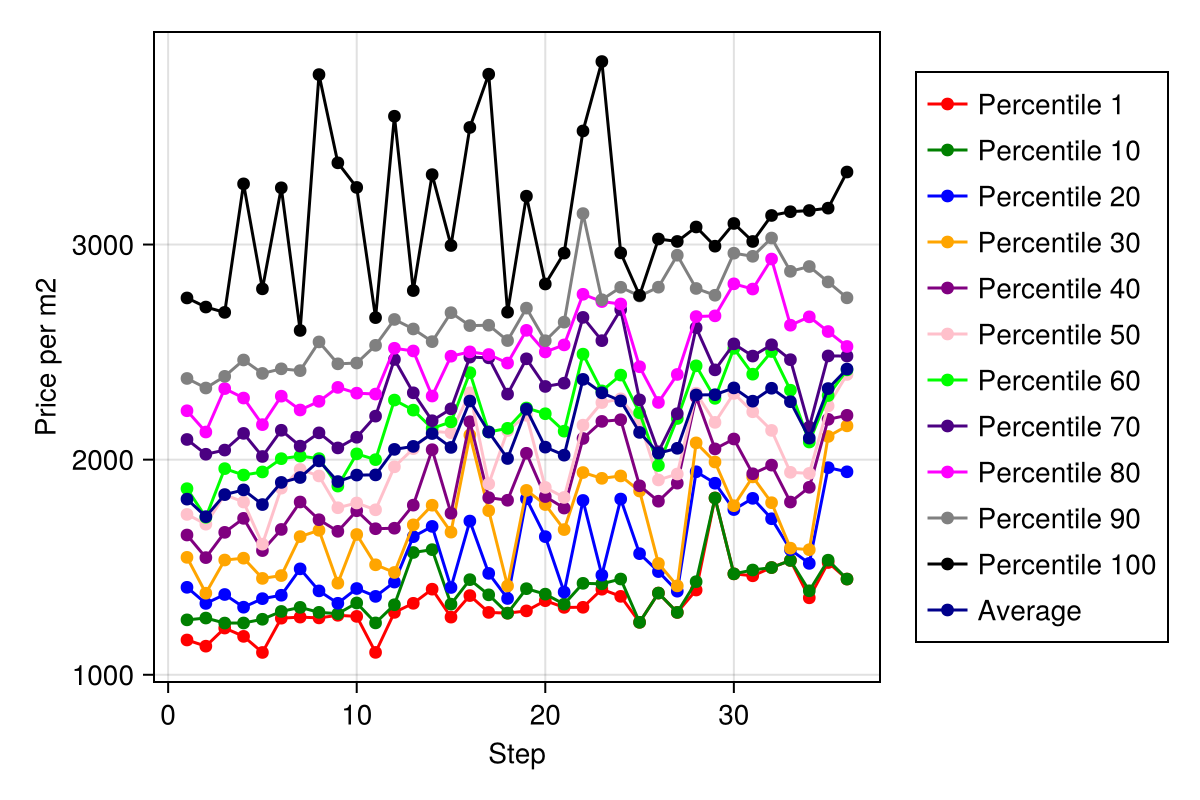 Price per m2
3000
2000
1000
0 10 20 30
Step
Percentile 1
Percentile 10
Percentile 20
Percentile 30
Percentile 40
Percentile 50
Percentile 60
Percentile 70
Percentile 80
Percentile 90
Percentile 100
Average